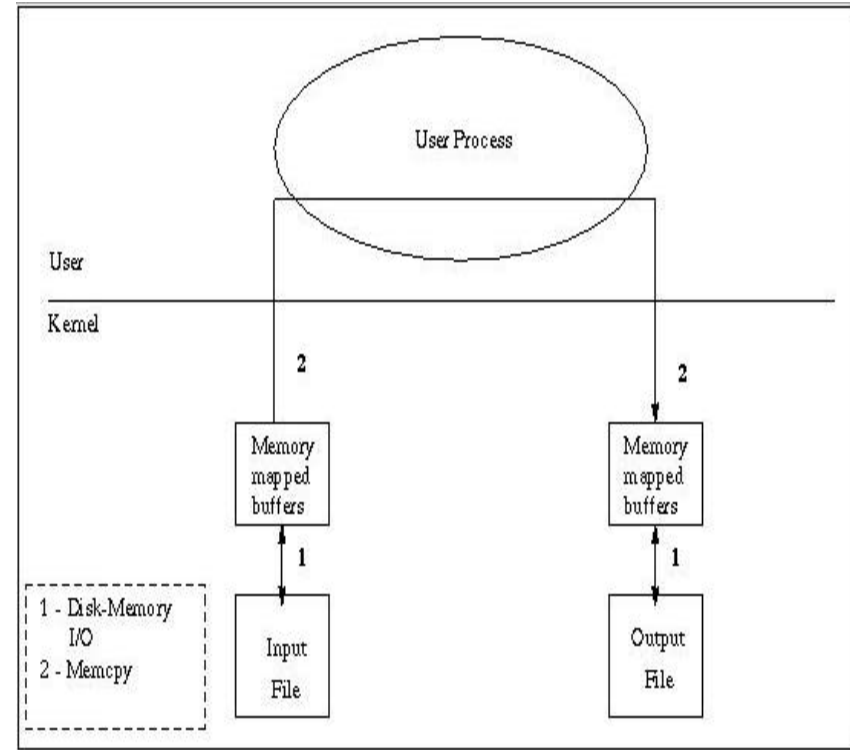 User Process
User
Kernel
2
2
Memory
mapped
buffers
Memory
mapped
buffers
1
1
1 - Disk-Memory
I/O
2 - Memcpy
Input
File
Output
File